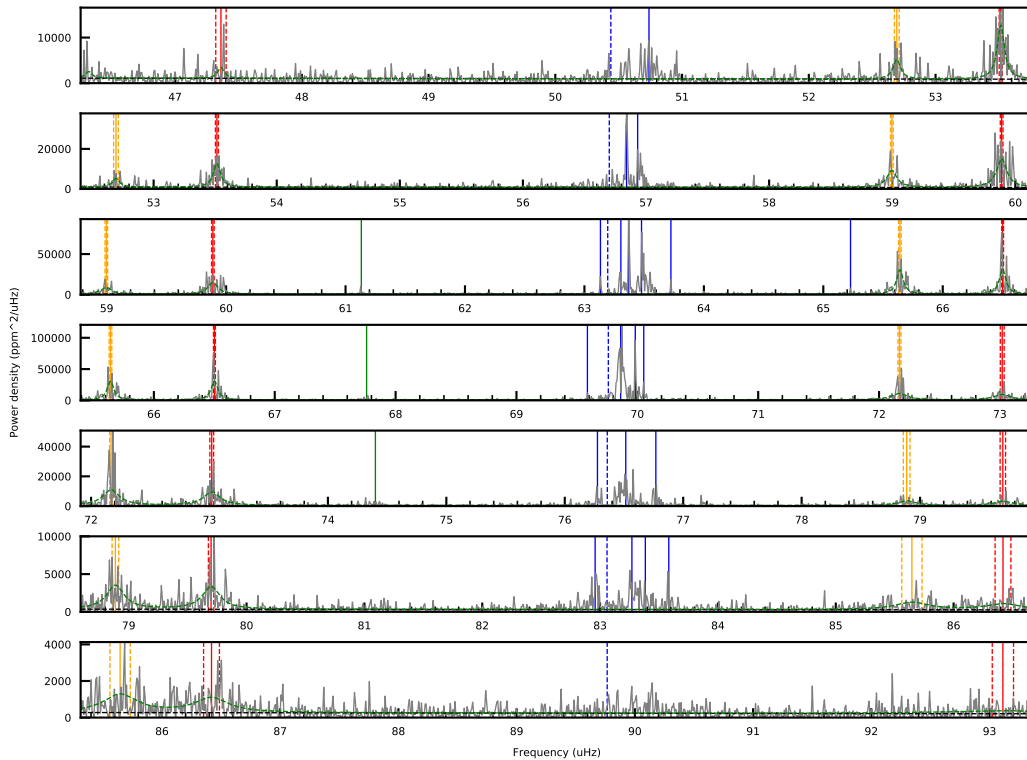 10000
0
47 48 49 50 51 52 53
20000
0
53 54 55 56 57 58 59 60
50000
0
59 60 61 62 63 64 65 66
100000
50000
0
66 67 68 69 70 71 72 73
40000
20000
0
72 73 74 75 76 77 78 79
10000
5000
0
79 80 81 82 83 84 85 86
4000
2000
0
86 87 88 89 90 91 92 93
Power density (ppm^2/uHz)
Frequency (uHz)